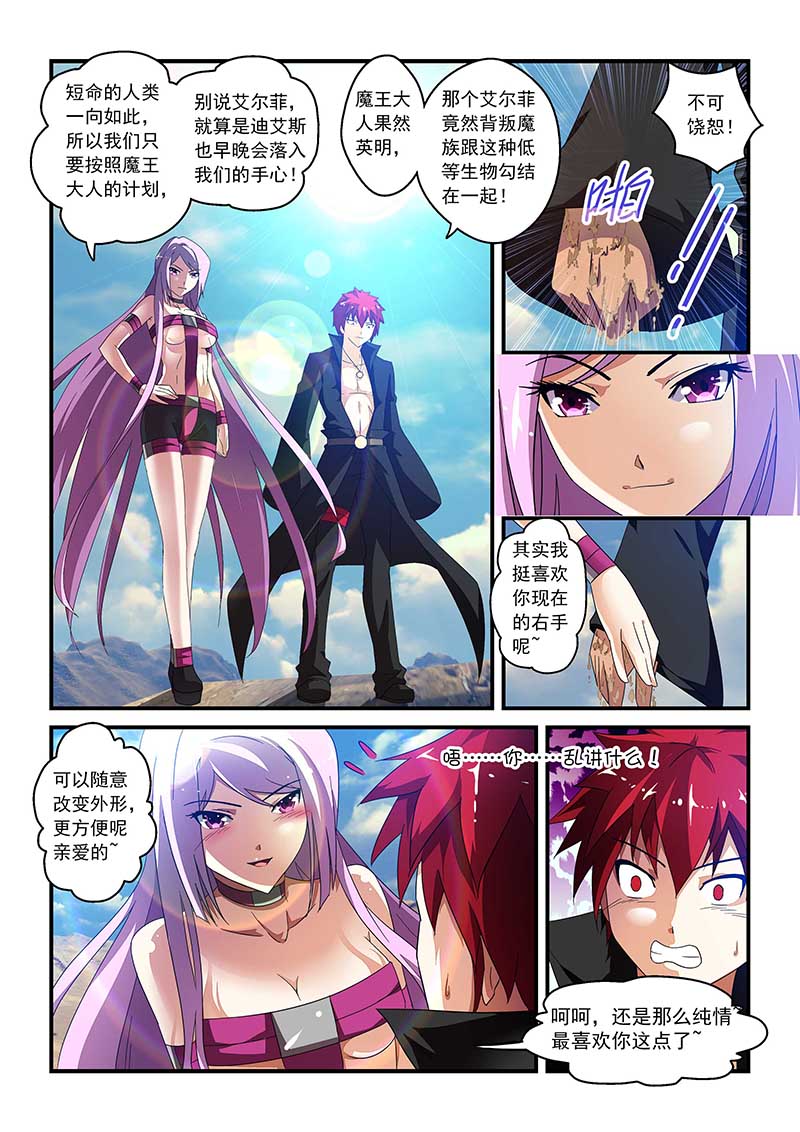 短命的人类
一向如此，
所以我们只
要按照魔王
大人的计划，
别说艾尔菲，
就算是迪艾斯
也早晚会落入
我们的手心！
魔王大
人果然
英明，
那个艾尔菲
竟然背叛魔
族跟这种低
等生物勾结
在一起！
不可
饶恕！
啪！！
其实我
挺喜欢
你现在
的右手
呢~
可以随意
改变外形，
更方便呢
亲爱的~
唔……你……乱讲什么！
呵呵，还是那么纯情~
最喜欢你这点了~